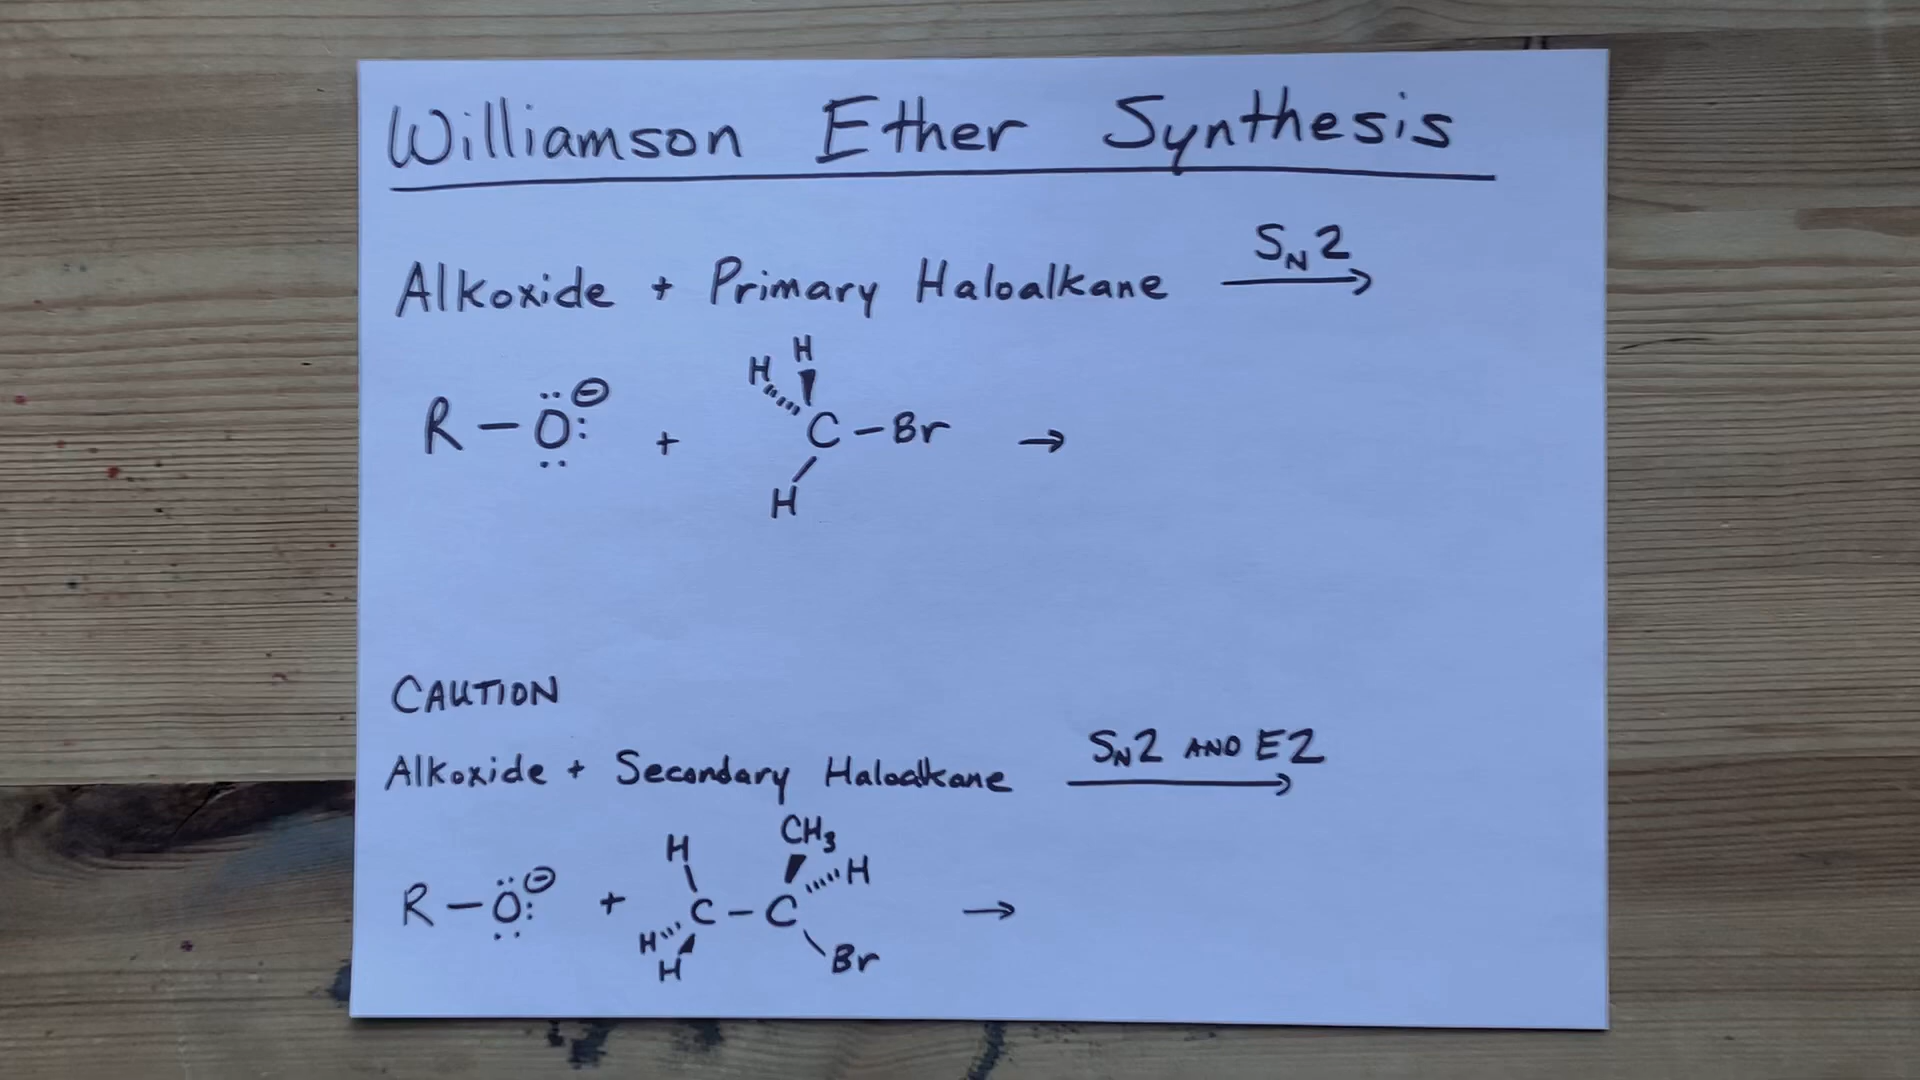 Williamson Ether Synthesis
Alkoxide + Primary Haloalkane SN2 →
H H
R – Ö:⊖ + C – Br →
H
CAUTION
Alkoxide + Secondary Haloalkane SN2 AND E2 →
H CH3 H
R – Ö:⊖ + C – C →
H H Br